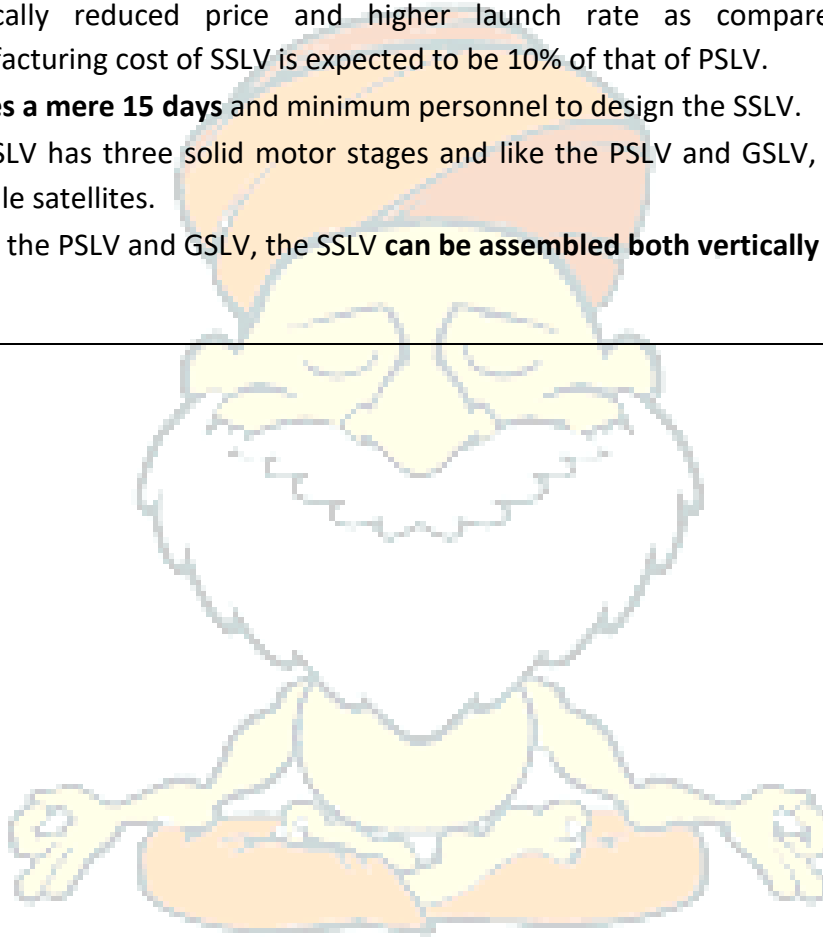 cally reduced price and higher launch rate as compare
facturing cost of SSLV is expected to be 10% of that of PSLV.
es a mere 15 days and minimum personnel to design the SSLV.
SLV has three solid motor stages and like the PSLV and GSLV,
le satellites.
the PSLV and GSLV, the SSLV can be assembled both vertically